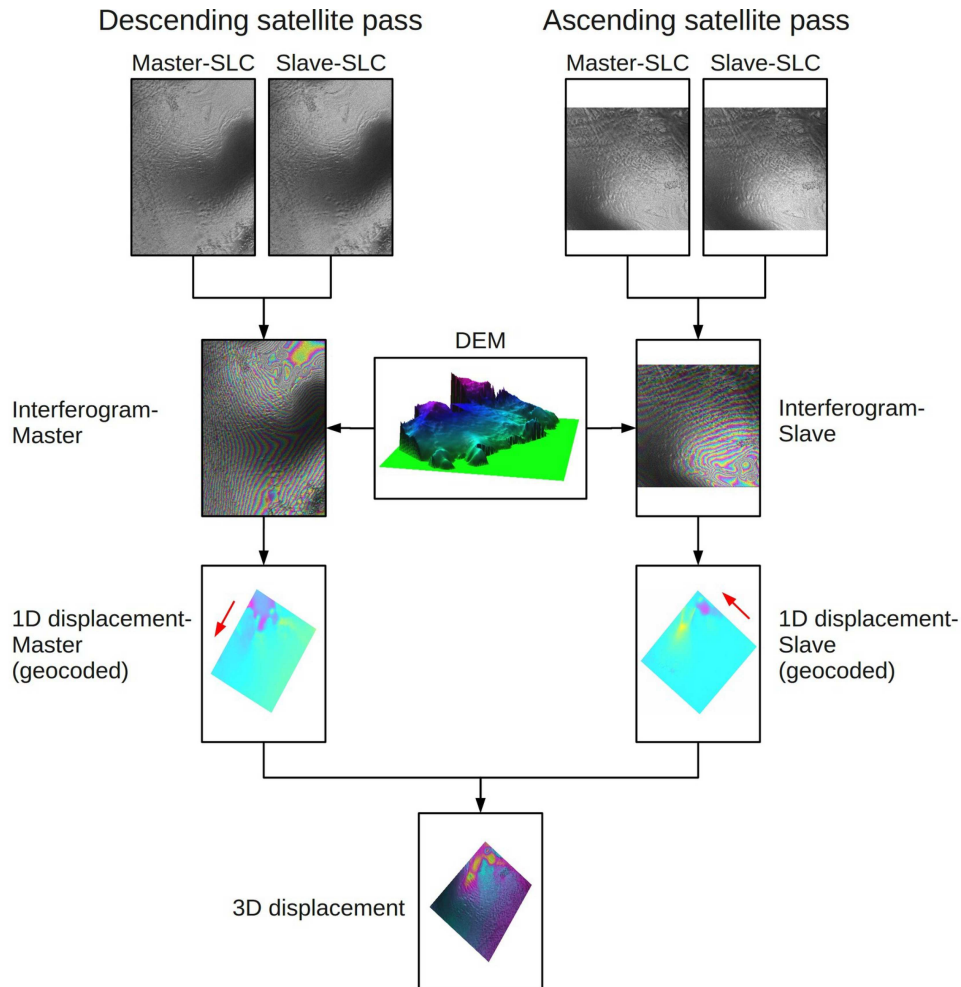 Descending satellite pass
Ascending satellite pass
Master-SLC
Slave-SLC
Master-SLC
Slave-SLC
DEM
Interferogram-
Master
Interferogram-
Slave
1D displacement-
Master
(geocoded)
1D displacement-
Slave
(geocoded)
3D displacement